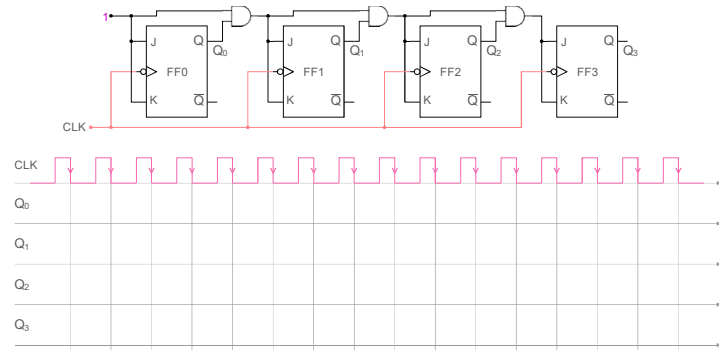 1
J Q Q₀ J Q Q₁ J Q Q₂ J Q Q₃
FF0 FF1 FF2 FF3
K Q̅ K Q̅ K Q̅ K Q̅
CLK
CLK
Q₀
Q₁
Q₂
Q₃